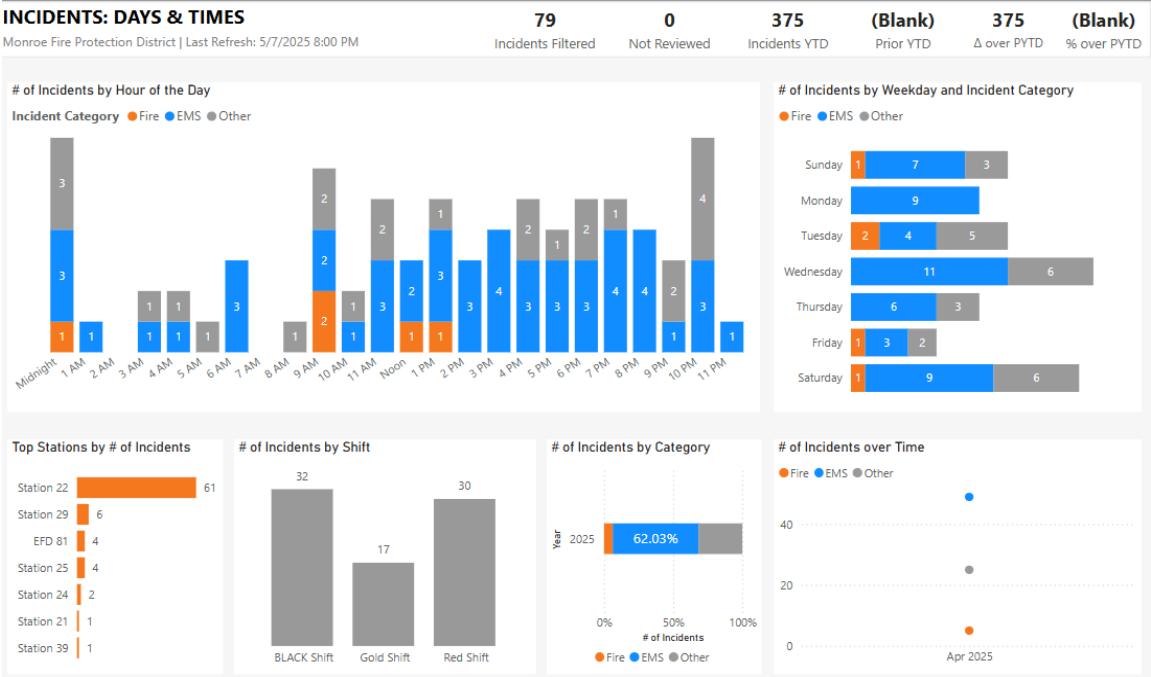 INCIDENTS: DAYS & TIMES
Monroe Fire Protection District | Last Refresh: 5/7/2025 8:00 PM
79
Incidents Filtered
0
Not Reviewed
375
Incidents YTD
(Blank)
Prior YTD
375
Δ over PYTD
(Blank)
% over PYTD
# of Incidents by Hour of the Day
Incident Category Fire EMS Other
3 3 1
1
1 1
1 1
1
3
1
2 2 2
1 1
2 3
2 1
1 3 1
3
4
2 3
1 3
2 3
1 4
4
2 1
4 3
1
Midnight 1 AM 2 AM 3 AM 4 AM 5 AM 6 AM 7 AM 8 AM 9 AM 10 AM 11 AM Noon 1 PM 2 PM 3 PM 4 PM 5 PM 6 PM 7 PM 8 PM 9 PM 10 PM 11 PM
# of Incidents by Weekday and Incident Category
Fire EMS Other
Sunday 1 7 3
Monday 9
Tuesday 2 4 5
Wednesday 11 6
Thursday 6 3
Friday 1 3 2
Saturday 1 9 6
Top Stations by # of Incidents
Station 22 61
Station 29 6
EFD 81 4
Station 25 4
Station 24 2
Station 21 1
Station 39 1
# of Incidents by Shift
32 17 30
BLACK Shift Gold Shift Red Shift
# of Incidents by Category
Year
2025 62.03%
0% 50% 100%
# of Incidents
Fire EMS Other
# of Incidents over Time
Fire EMS Other
40
20
0
Apr 2025